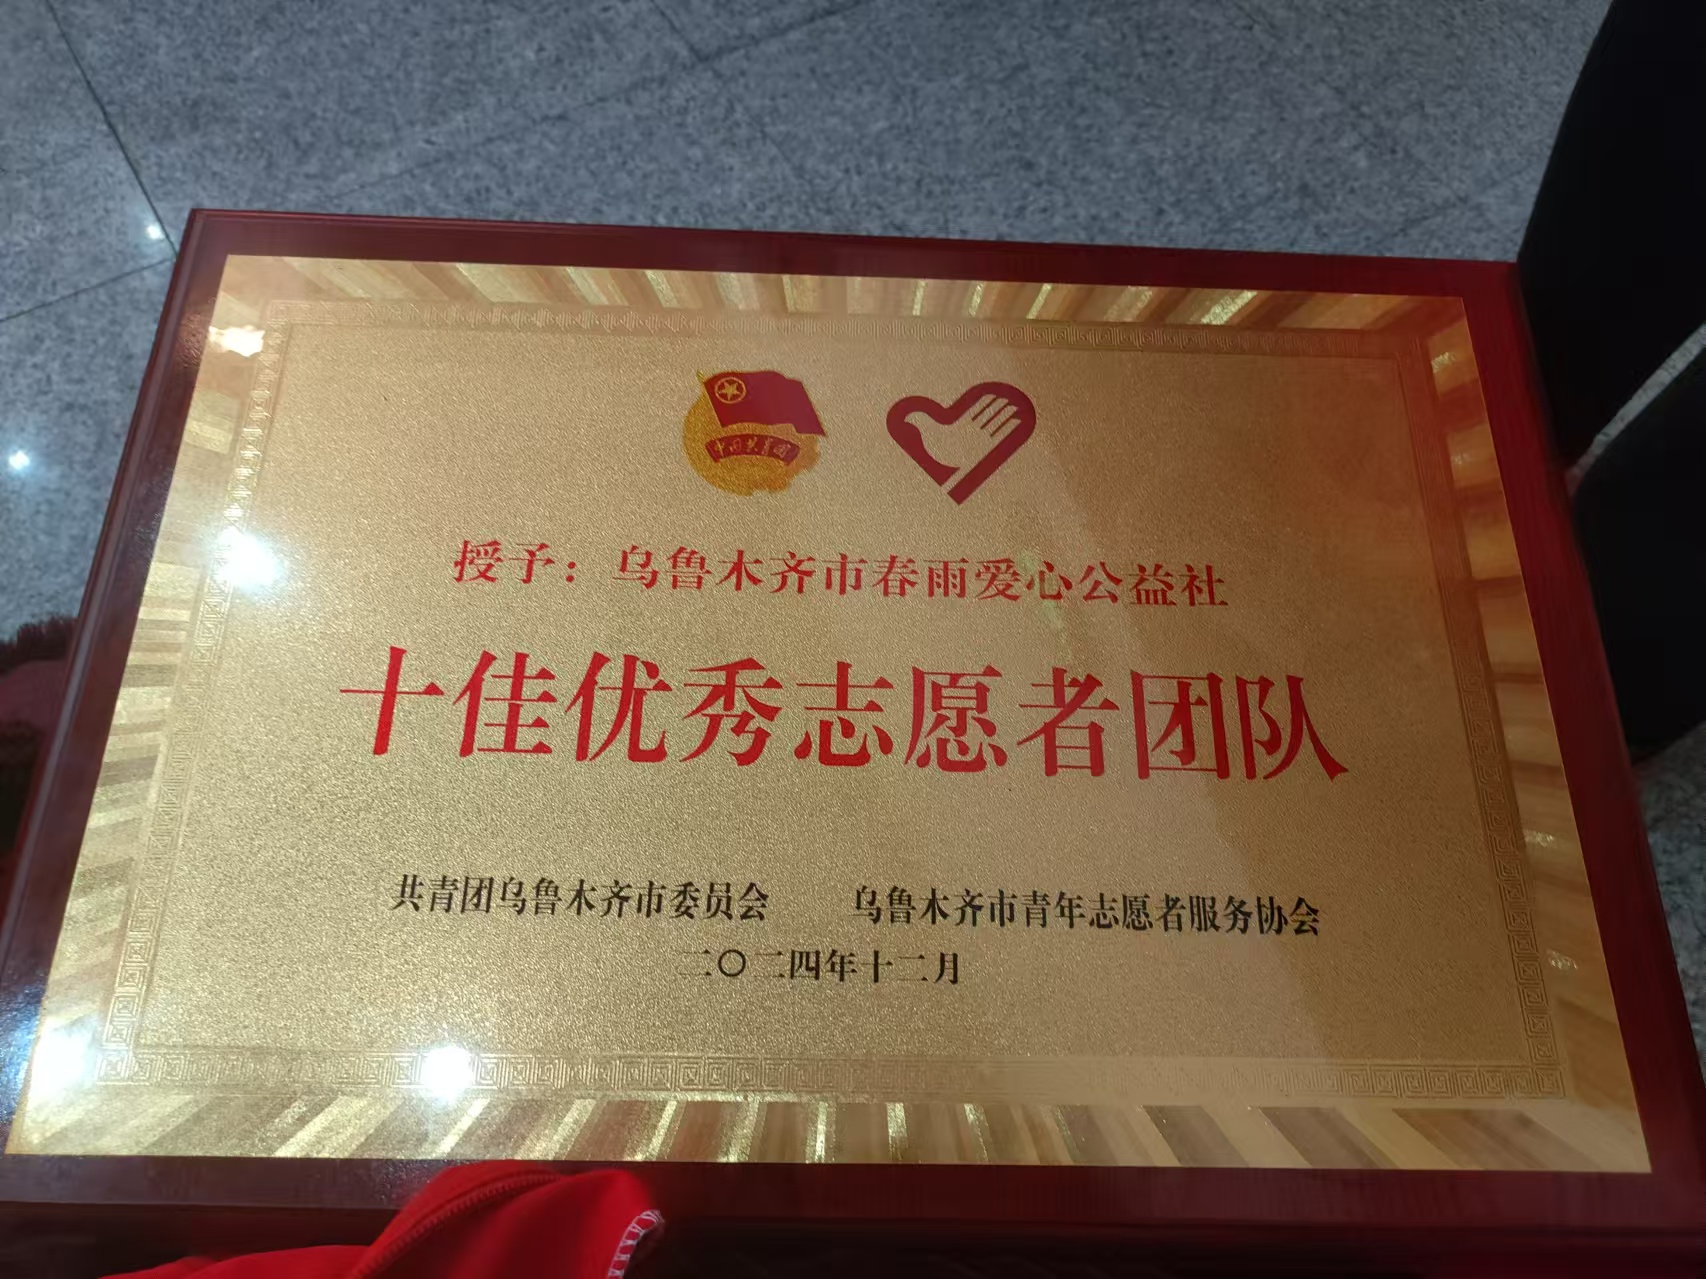 中国共青团
授予：乌鲁木齐市春雨爱心公益社
十佳优秀志愿者团队
共青团乌鲁木齐市委员会 乌鲁木齐市青年志愿者服务协会
二〇二四年十二月